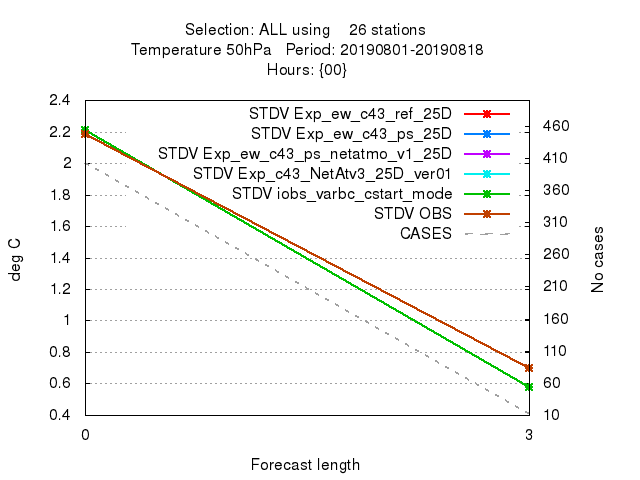 Selection: ALL using 26 stations
Temperature 50hPa Period: 20190801-20190818
Hours: {00}
STDV Exp_ew_c43_ref_25D
STDV Exp_ew_c43_ps_25D
STDV Exp_ew_c43_ps_netatmo_v1_25D
STDV Exp_c43_NetAtv3_25D_ver01
STDV iobs_varbc_cstart_mode
STDV OBS
CASES
deg C
2.4
2.2
2
1.8
1.6
1.4
1.2
1
0.8
0.6
0.4
No cases
460
410
360
310
260
210
160
110
60
10
0
3
Forecast length